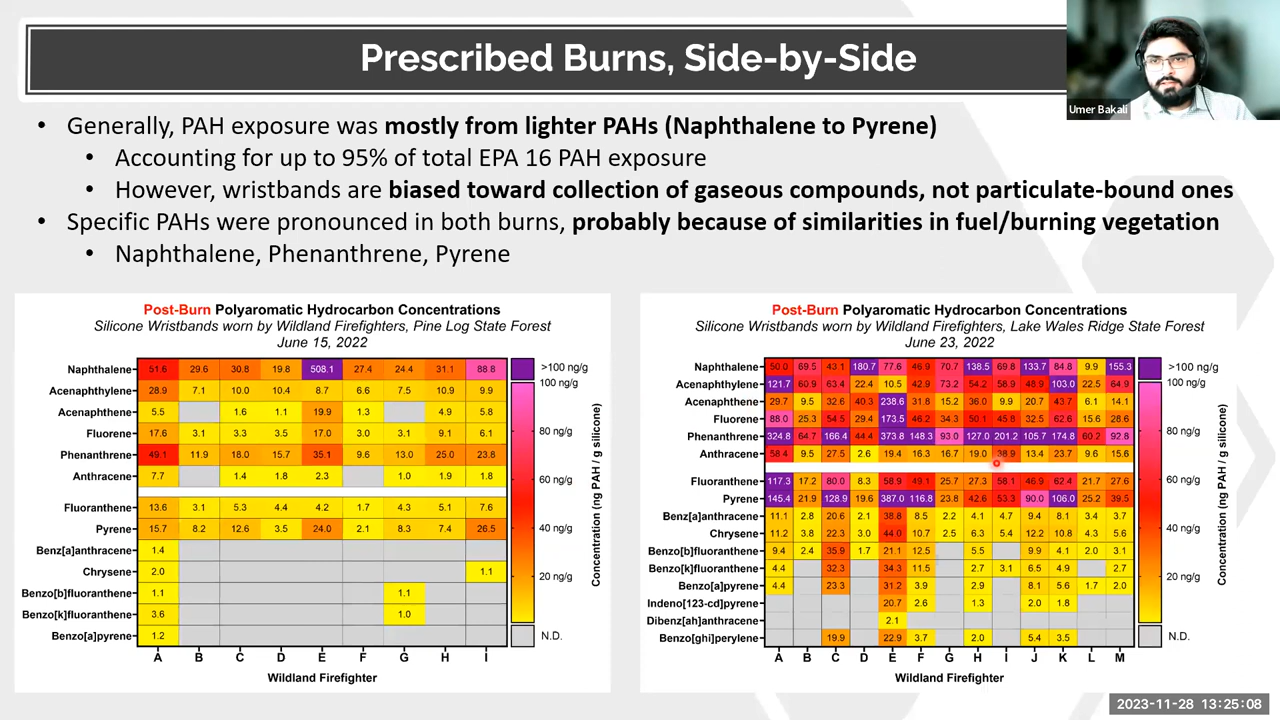 Prescribed Burns, Side-by-Side
Umer Bakali
• Generally, PAH exposure was mostly from lighter PAHs (Naphthalene to Pyrene)
• Accounting for up to 95% of total EPA 16 PAH exposure
• However, wristbands are biased toward collection of gaseous compounds, not particulate-bound ones
• Specific PAHs were pronounced in both burns, probably because of similarities in fuel/burning vegetation
• Naphthalene, Phenanthrene, Pyrene
Post-Burn Polyaromatic Hydrocarbon Concentrations
Silicone Wristbands worn by Wildland Firefighters, Pine Log State Forest
June 15, 2022
Naphthalene 51.6 29.6 30.8 19.8 508.1 27.4 24.4 31.1 88.8
Acenaphthylene 28.9 7.1 10.0 10.4 8.7 6.6 7.5 10.9 9.9
Acenaphthene 5.5 1.6 1.1 19.9 1.3 4.9 5.8
Fluorene 17.6 3.1 3.3 3.5 17.0 3.0 3.1 9.1 6.1
Phenanthrene 49.1 11.9 18.0 15.7 35.1 9.6 13.0 25.0 23.8
Anthracene 7.7 1.4 1.8 2.3 1.0 1.9 1.8
Fluoranthene 13.6 3.1 5.3 4.4 4.2 1.7 4.3 5.1 7.6
Pyrene 15.7 8.2 12.6 3.5 24.0 2.1 8.3 7.4 26.5
Benz[a]anthracene 1.4
Chrysene 2.0 1.1
Benzo[b]fluoranthene 1.1 1.1
Benzo[k]fluoranthene 3.6 1.0
Benzo[a]pyrene 1.2
A B C D E F G H I
Wildland Firefighter
>100 ng/g
100 ng/g
80 ng/g
60 ng/g
40 ng/g
20 ng/g
N.D.
Concentration (ng PAH / g silicone)
Post-Burn Polyaromatic Hydrocarbon Concentrations
Silicone Wristbands worn by Wildland Firefighters, Lake Wales Ridge State Forest
June 23, 2022
Naphthalene 50.0 69.5 43.1 180.7 77.6 46.9 70.7 138.5 69.8 133.7 84.8 9.9 155.3
Acenaphthylene 121.7 60.9 63.4 22.4 10.5 42.9 73.2 54.2 58.9 48.9 103.0 22.5 64.9
Acenaphthene 29.7 9.5 32.6 40.3 238.6 31.8 15.2 36.0 9.9 20.7 43.7 6.1 14.1
Fluorene 88.0 25.3 54.5 29.4 173.5 46.2 34.3 50.1 45.8 32.5 62.6 15.6 28.6
Phenanthrene 324.8 64.7 166.4 44.4 373.8 148.3 93.0 127.0 201.2 105.7 174.8 60.2 92.8
Anthracene 58.4 9.5 27.5 2.6 19.4 16.3 16.7 19.0 38.9 13.4 23.7 9.6 15.6
Fluoranthene 117.3 17.2 80.0 8.3 58.9 49.1 25.7 27.3 58.1 46.9 62.4 21.7 27.6
Pyrene 145.4 21.9 128.9 19.6 387.0 116.8 23.8 42.6 53.3 90.0 106.0 25.2 39.5
Benz[a]anthracene 11.1 2.8 20.6 2.1 38.8 8.5 2.2 4.1 4.7 9.4 8.1 3.4 3.7
Chrysene 11.2 3.8 22.3 3.0 44.0 10.7 2.5 6.3 5.4 12.2 10.8 4.3 5.6
Benzo[b]fluoranthene 9.4 2.4 35.9 1.7 21.1 12.5 5.5 9.9 4.1 2.0 3.1
Benzo[k]fluoranthene 4.4 32.3 34.3 11.5 2.7 3.1 6.5 4.9 2.7
Benzo[a]pyrene 4.4 23.3 31.2 3.9 2.9 8.1 5.6 1.7 2.0
Indeno[123-cd]pyrene 20.7 2.6 1.3 2.0 1.8
Dibenz[ah]anthracene 2.1
Benzo[ghi]perylene 19.9 22.9 3.7 2.0 5.4 3.5
A B C D E F G H I J K L M
Wildland Firefighter
>100 ng/g
100 ng/g
80 ng/g
60 ng/g
40 ng/g
20 ng/g
N.D.
Concentration (ng PAH / g silicone)
2023-11-28 13:25:08